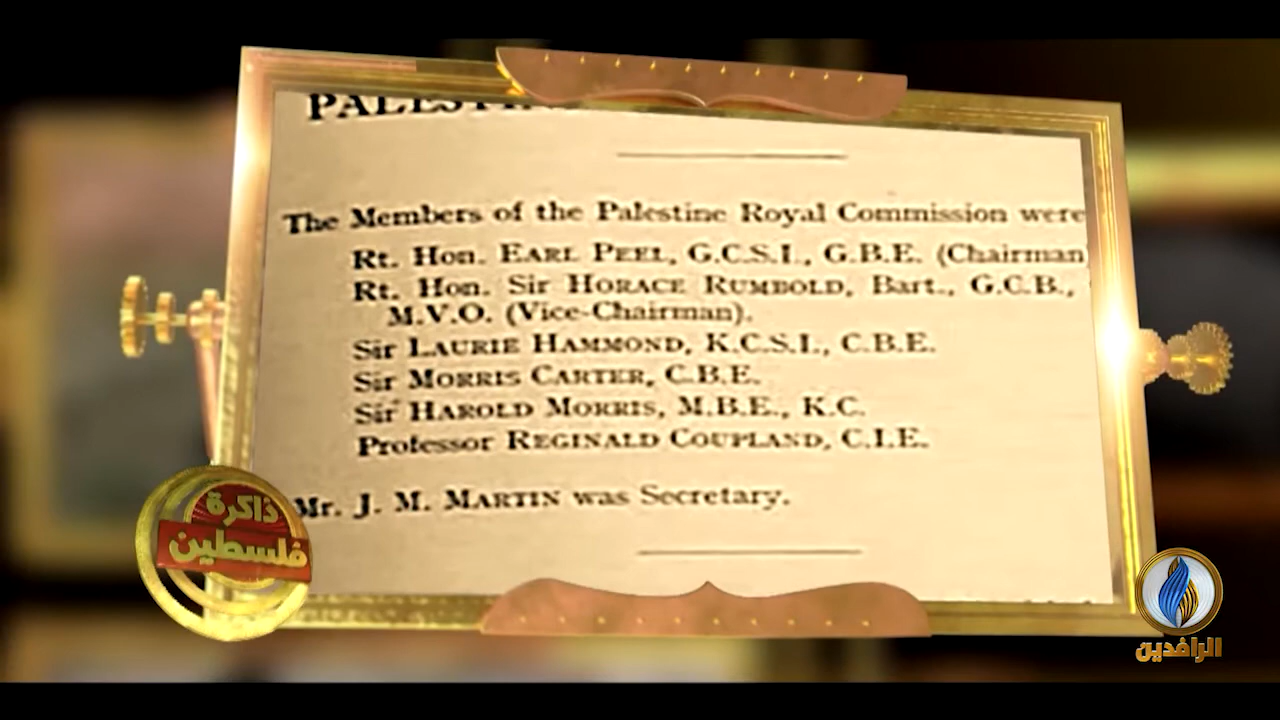 The Members of the Palestine Royal Commission were
Rt. Hon. EARL PEEL, G.C.S.I., G.B.E. (Chairman
Rt. Hon. Sir HORACE RUMBOLD, Bart., G.C.B.,
M.V.O. (Vice-Chairman).
Sir LAURIE HAMMOND, K.C.S.I., C.B.E.
Sir MORRIS CARTER, C.B.E.
Sir HAROLD MORRIS, M.B.E., K.C.
Professor REGINALD COUPLAND, C.I.E.
Mr. J. M. MARTIN was Secretary.
ذاكرة
فلسطين
الرافدين